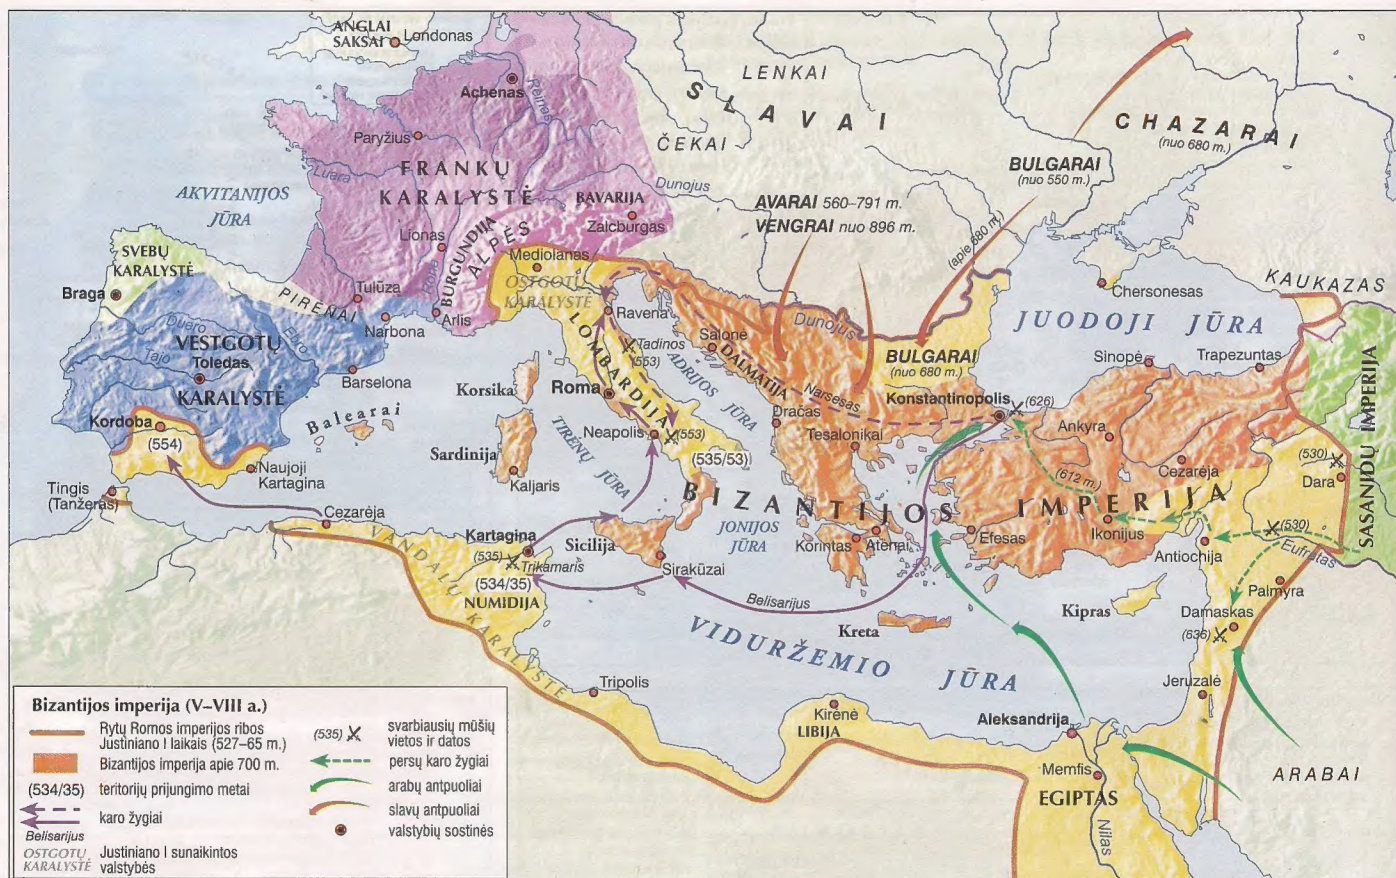 ANGLAI
SAKSAI
Londonas
Achenas
Reinas
Paryžius
Luara
FRANKŲ
KARALYSTĖ
AKVITANIJOS
JŪRA
BAVARIJA
Zalcburgas
Dunojus
Lionas
Rona
BURGUNDIJA
ALPĖS
LENKAI
SLAVAI
ČEKAI
AVARAI 560–791 m.
VENGRAI nuo 896 m.
BULGARAI
(nuo 550 m.)
CHAZARAI
(nuo 680 m.)
(apie 680 m.)
SVEBŲ
KARALYSTĖ
Braga
PIRĖNAI
Tulūza
Narbona
Arlis
Duero
Ebro
Tajo
VESTGOTŲ
Toledas
KARALYSTĖ
Barselona
Kordoba
(554)
Balearai
Naujoji
Kartagina
Tingis
(Tanžeras)
Mediolanas
OSTGOTŲ
KARALYSTĖ
LOMBARDIJA
Ravena
Tadinos
(553)
ADRIJOS
JŪRA
Salonė
DALMATIJA
Narsesas
Dunojus
BULGARAI
(nuo 680 m.)
Korsika
Roma
Neapolis
(553)
(535/53)
TIRĖNŲ JŪRA
Sardinija
Kaljaris
Dračas
Tesalonikai
Konstantinopolis
(626)
Chersonesas
KAUKAZAS
JUODOJI JŪRA
Sinopė
Trapezuntas
SASANIDŲ IMPERIJA
Ankyra
Cezarėja
(612 m.)
(530)
Dara
BIZANTIJOS IMPERIJA
JONIJOS
JŪRA
Korintas
Atėnai
Efesas
Ikonijus
Antiochija
(530)
Eufratas
Palmyra
Damaskas
(636)
Cezarėja
VANDALŲ KARALYSTĖ
Kartagina
(535)
Trikamaris
(534/35)
NUMIDIJA
Sicilija
Sirakūzai
Belisarijus
Kreta
Kipras
VIDURŽEMIO JŪRA
Tripolis
Kirėnė
LIBIJA
Aleksandrija
Jeruzalė
Memfis
EGIPTAS
Nilas
ARABAI
Bizantijos imperija (V–VIII a.)
Rytų Romos imperijos ribos
Justiniano I laikais (527–65 m.)
Bizantijos imperija apie 700 m.
(534/35) teritorijų prijungimo metai
karo žygiai
Belisarijus
OSTGOTŲ
KARALYSTĖ
Justiniano I sunaikintos
valstybės
(535) svarbiausių mūšių
vietos ir datos
persų karo žygiai
arabų antpuoliai
slavų antpuoliai
valstybių sostinės